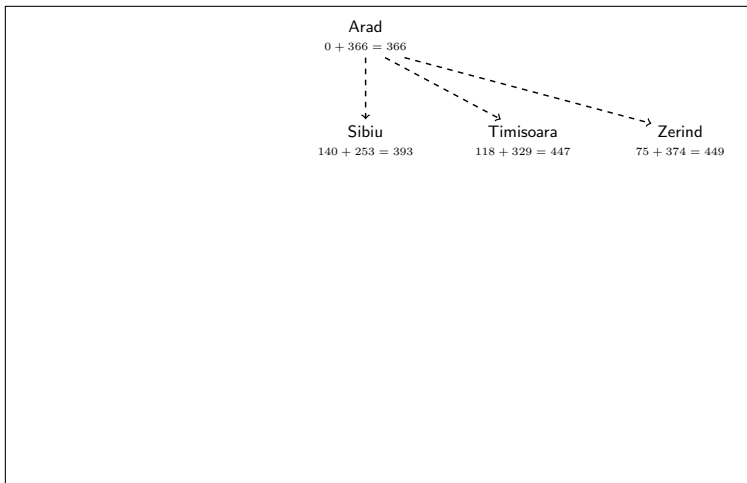 Arad
0 + 366 = 366
Sibiu Timisoara Zerind
140 + 253 = 393 118 + 329 = 447 75 + 374 = 449